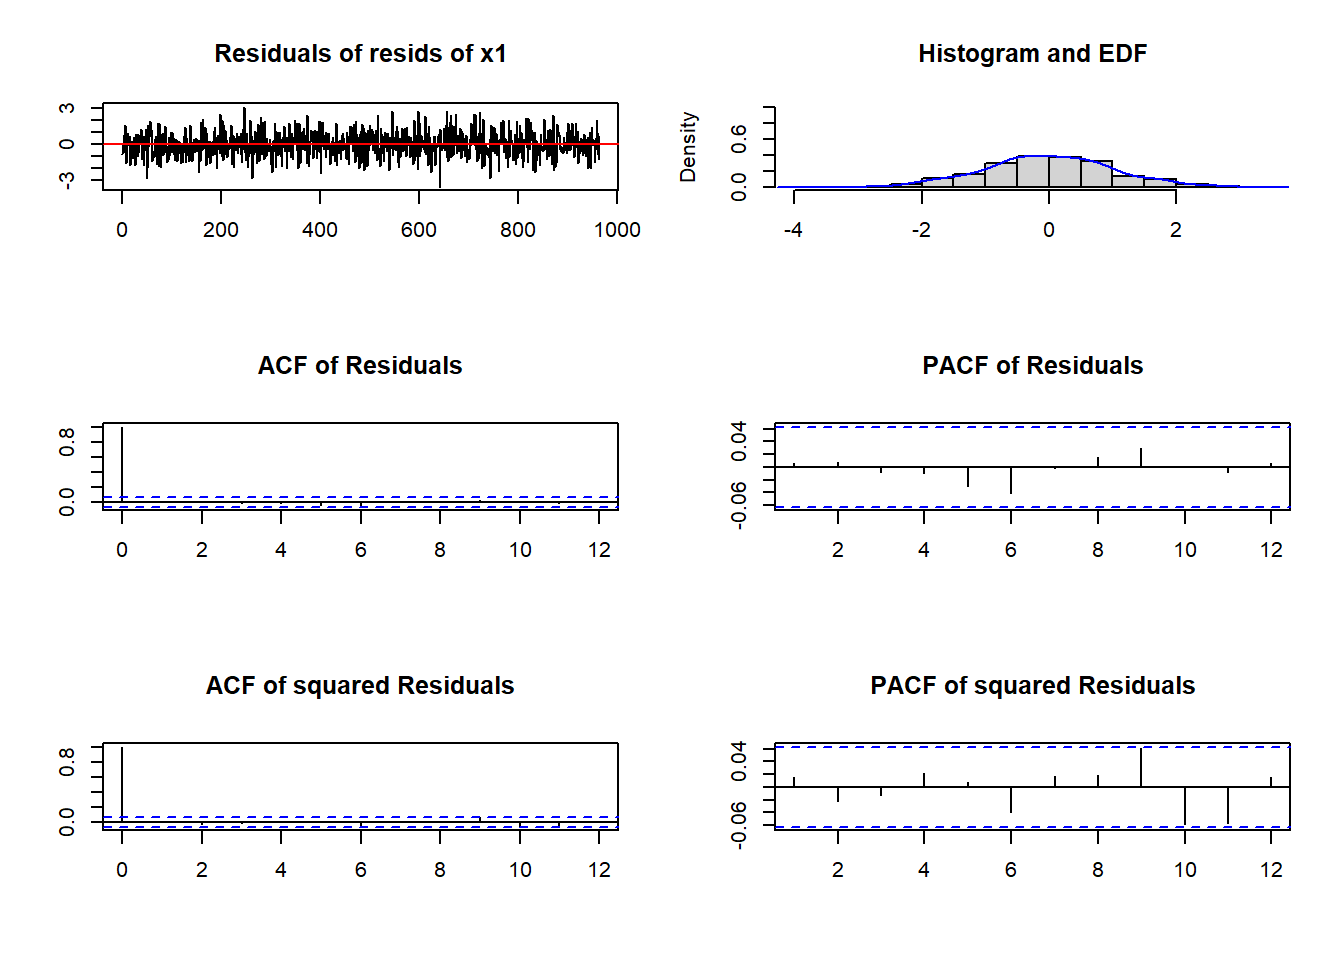 Residuals of resids of x1
3
0
-3
0 200 400 600 800 1000
Histogram and EDF
Density
0.6
0.0
-4 -2 0 2
ACF of Residuals
0.8
0.0
0 2 4 6 8 10 12
PACF of Residuals
0.04
-0.06
2 4 6 8 10 12
ACF of squared Residuals
0.8
0.0
0 2 4 6 8 10 12
PACF of squared Residuals
0.04
-0.06
2 4 6 8 10 12